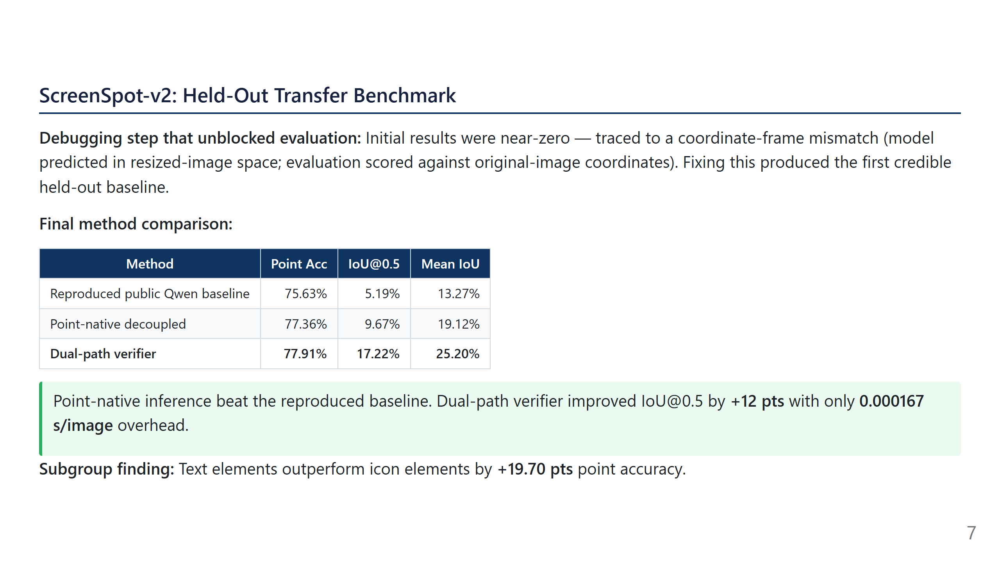 ScreenSpot-v2: Held-Out Transfer Benchmark
Debugging step that unblocked evaluation: Initial results were near-zero — traced to a coordinate-frame mismatch (model
predicted in resized-image space; evaluation scored against original-image coordinates). Fixing this produced the first credible
held-out baseline.
Final method comparison:
Method Point Acc IoU@0.5 Mean IoU
Reproduced public Qwen baseline 75.63% 5.19% 13.27%
Point-native decoupled 77.36% 9.67% 19.12%
Dual-path verifier 77.91% 17.22% 25.20%
Point-native inference beat the reproduced baseline. Dual-path verifier improved IoU@0.5 by +12 pts with only 0.000167
s/image overhead.
Subgroup finding: Text elements outperform icon elements by +19.70 pts point accuracy.
7